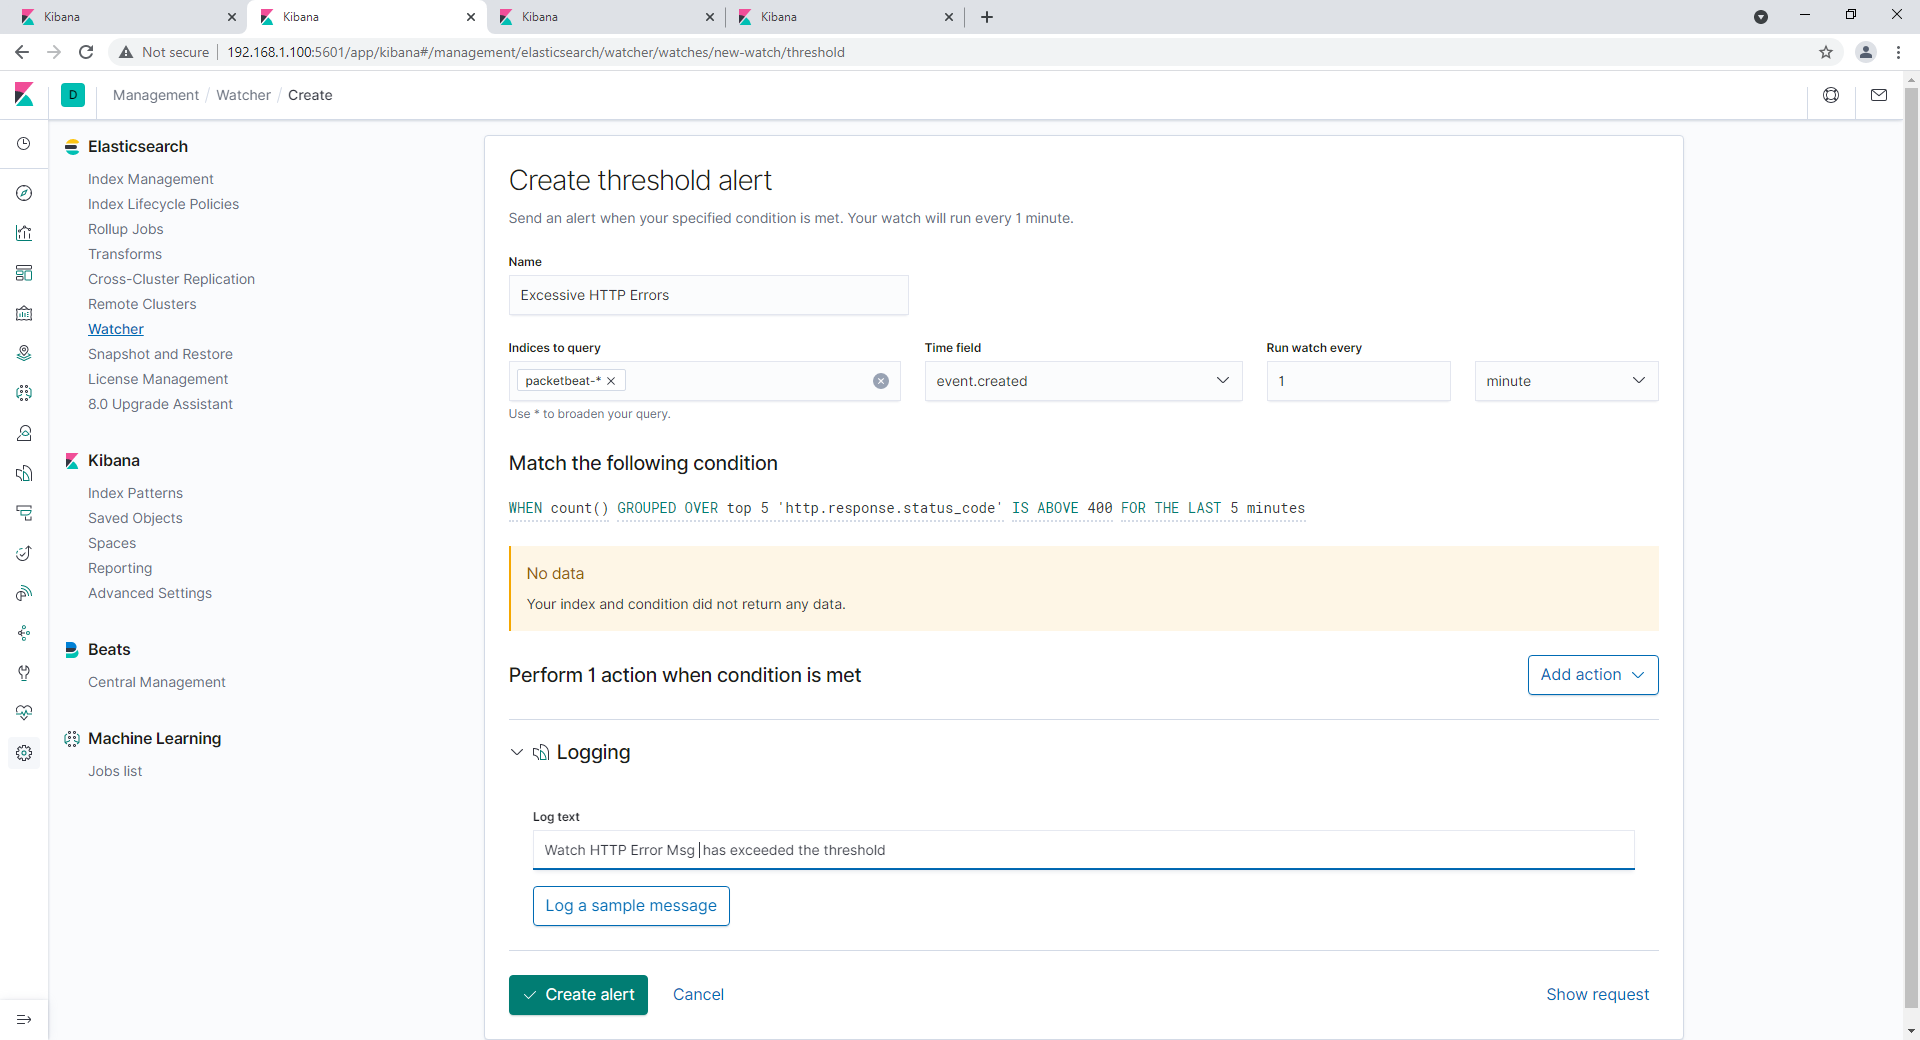 Kibana
Kibana
Kibana
Kibana
Not secure
192.168.1.100:5601/app/kibana#/management/elasticsearch/watcher/watches/new-watch/threshold
D
Management / Watcher / Create
Elasticsearch
Index Management
Index Lifecycle Policies
Rollup Jobs
Transforms
Cross-Cluster Replication
Remote Clusters
Watcher
Snapshot and Restore
License Management
8.0 Upgrade Assistant
Kibana
Index Patterns
Saved Objects
Spaces
Reporting
Advanced Settings
Beats
Central Management
Machine Learning
Jobs list
Create threshold alert
Send an alert when your specified condition is met. Your watch will run every 1 minute.
Name
Excessive HTTP Errors
Indices to query
packetbeat-*
Use * to broaden your query.
Time field
event.created
Run watch every
1
minute
Match the following condition
WHEN count() GROUPED OVER top 5 'http.response.status_code' IS ABOVE 400 FOR THE LAST 5 minutes
No data
Your index and condition did not return any data.
Perform 1 action when condition is met
Add action
Logging
Log text
Watch HTTP Error Msg has exceeded the threshold
Log a sample message
Create alert
Cancel
Show request